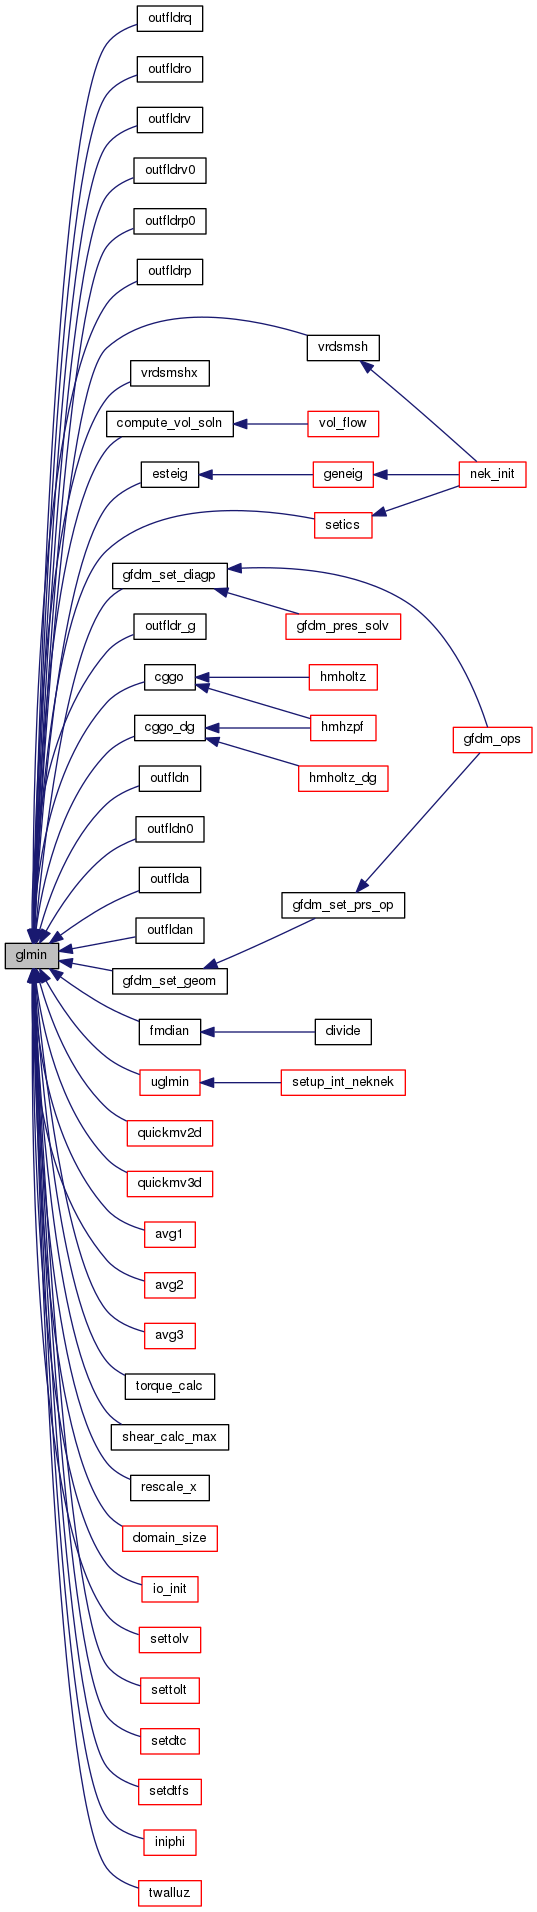 outfldrq
outfldro
outfldrv
outfldrv0
outfldrp0
outfldrp
vrdsmsh
vrdsmshx
compute_vol_soln
vol_flow
esteig
geneig
nek_init
setics
gfdm_set_diagp
gfdm_pres_solv
outfldr_g
cggo
hmholtz
cggo_dg
hmhzpf
gfdm_ops
hmholtz_dg
outfldn
outfldn0
outflda
gfdm_set_prs_op
outfldan
glmin
gfdm_set_geom
fmdian
divide
uglmin
setup_int_neknek
quickmv2d
quickmv3d
avg1
avg2
avg3
torque_calc
shear_calc_max
rescale_x
domain_size
io_init
settolv
settolt
setdtc
setdtfs
iniphi
twalluz